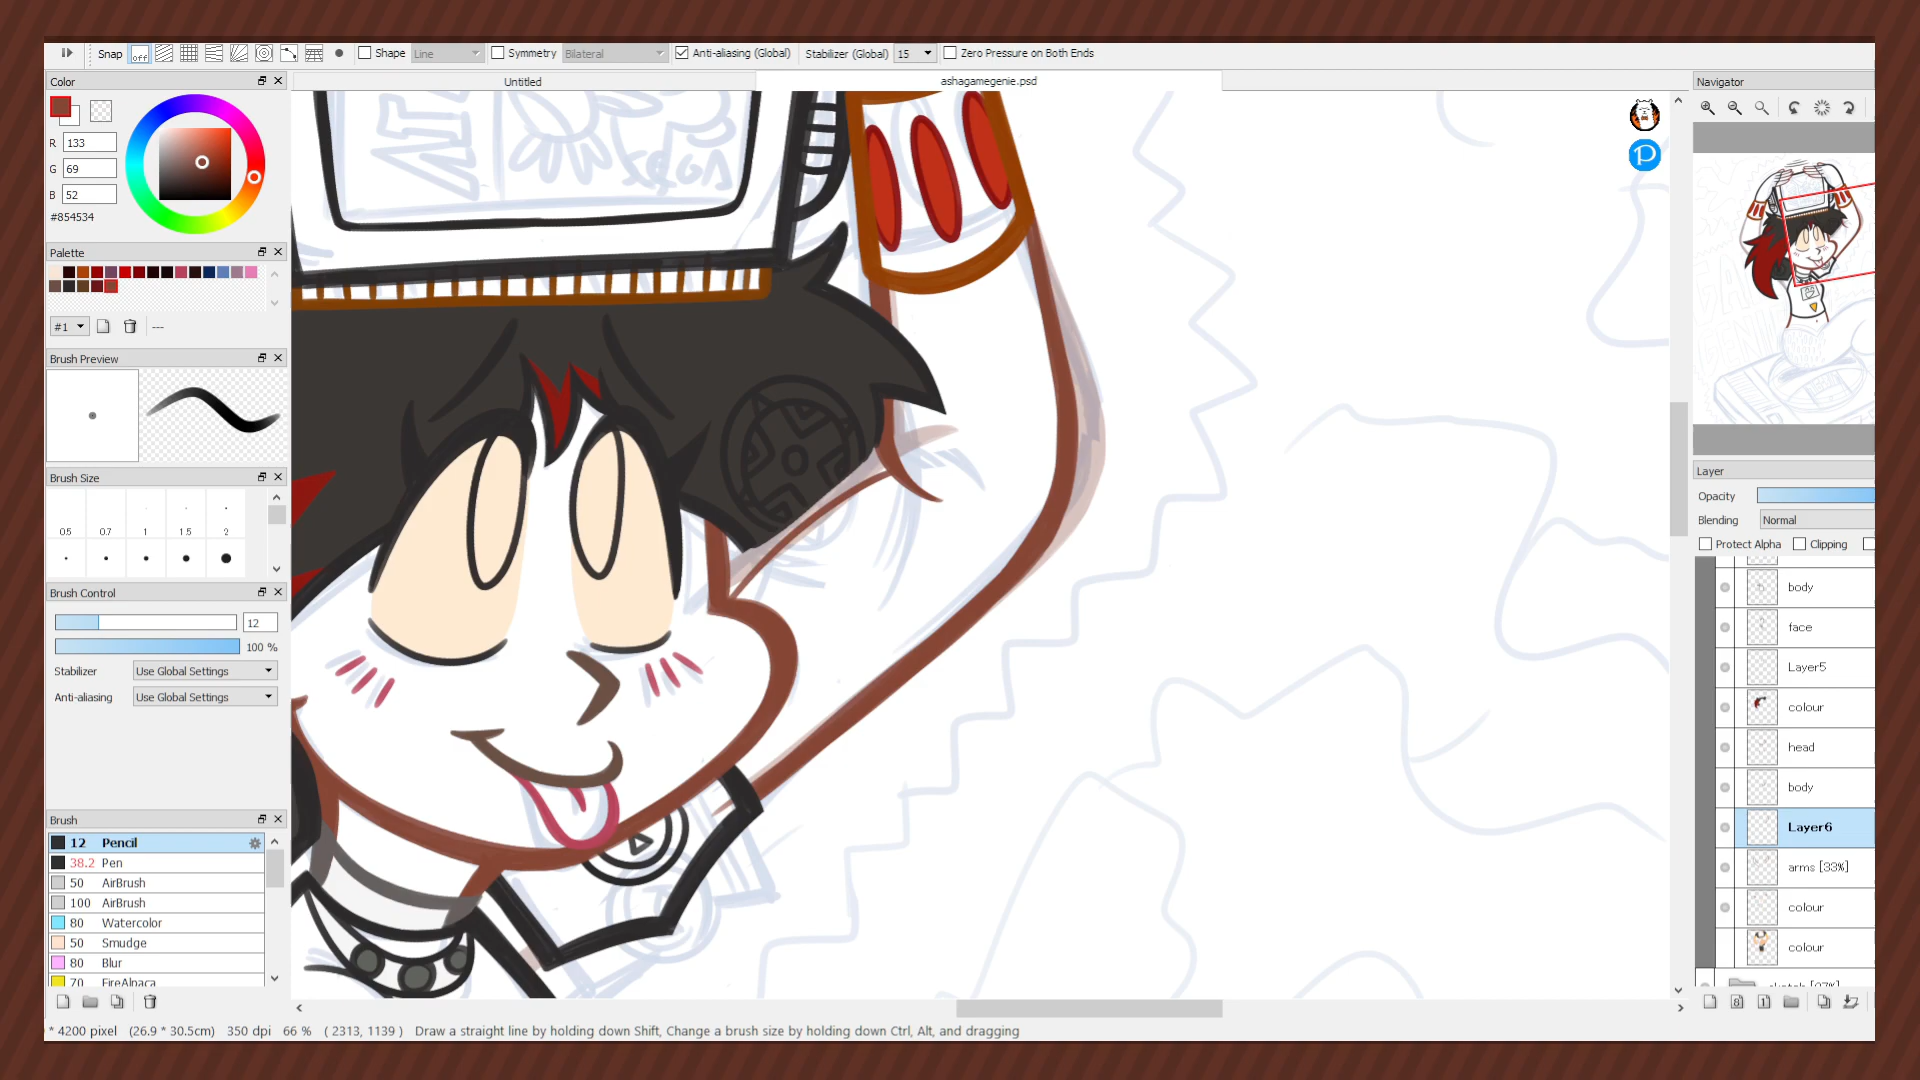 Snap off Shape Line Symmetry Bilateral Anti-aliasing (Global) Stabilizer (Global) 15 Zero Pressure on Both Ends
Color
Untitled
ashagamegenie.psd
Navigator
R 133
G 69
B 52
#854534
Palette
#1 ---
Brush Preview
Brush Size
0.5 0.7 1 1.5 2
Brush Control
12
100 %
Stabilizer Use Global Settings
Anti-aliasing Use Global Settings
Brush
12 Pencil
38.2 Pen
50 AirBrush
100 AirBrush
80 Watercolor
50 Smudge
80 Blur
70 FireAlpaca
SEGA
P
Layer
Opacity
Blending Normal
Protect Alpha Clipping
body
face
Layer5
colour
head
body
Layer6
arms [33%]
colour
colour
* 4200 pixel (26.9 * 30.5cm) 350 dpi 66 % ( 2313, 1139 ) Draw a straight line by holding down Shift, Change a brush size by holding down Ctrl, Alt, and dragging